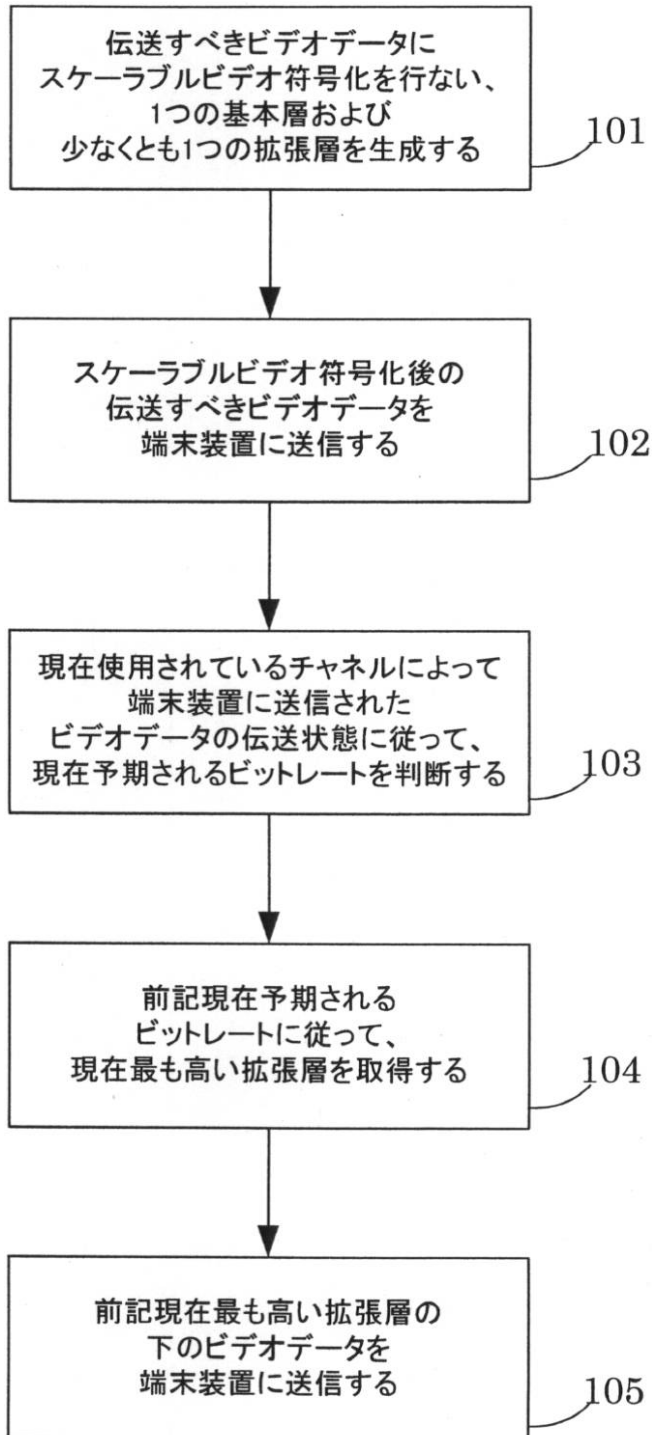 伝送すべきビデオデータに
スケーラブルビデオ符号化を行ない、
1つの基本層および
少なくとも1つの拡張層を生成する
101
スケーラブルビデオ符号化後の
伝送すべきビデオデータを
端末装置に送信する
102
現在使用されているチャネルによって
端末装置に送信された
ビデオデータの伝送状態に従って、
現在予期されるビットレートを判断する
103
前記現在予期される
ビットレートに従って、
現在最も高い拡張層を取得する
104
前記現在最も高い拡張層の
下のビデオデータを
端末装置に送信する
105